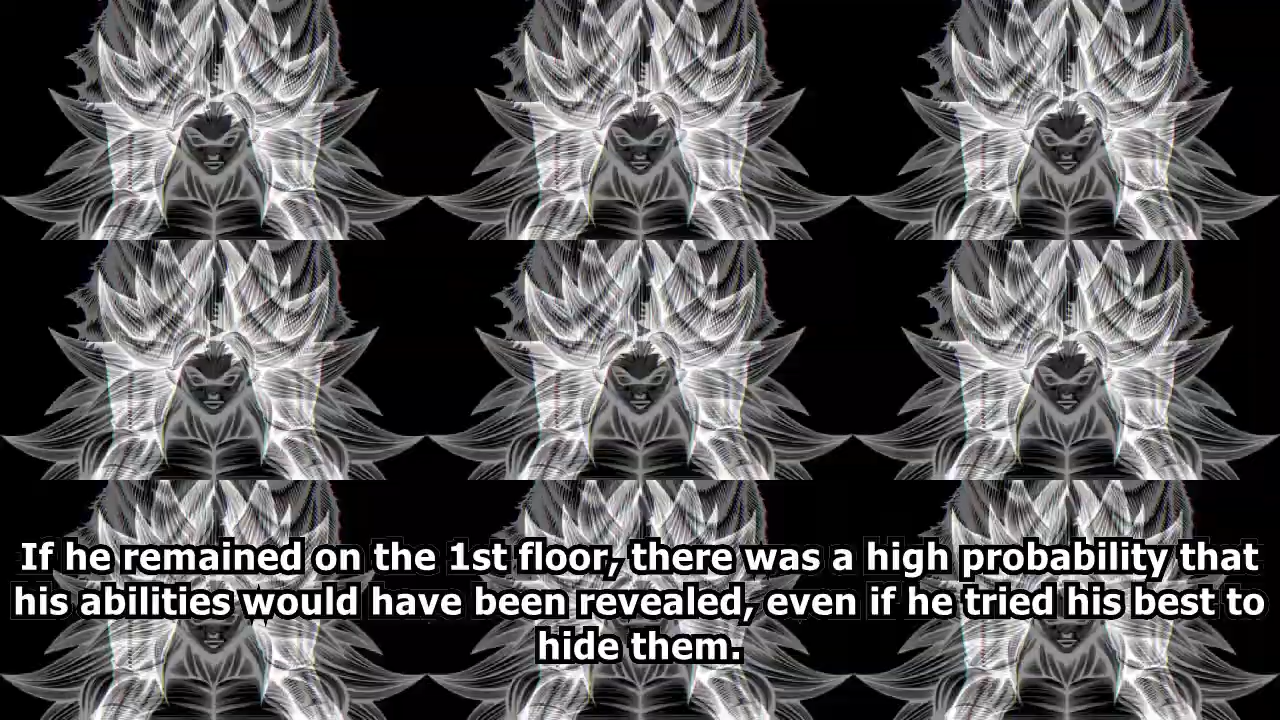 If he remained on the 1st floor, there was a high probability that
his abilities would have been revealed, even if he tried his best to
hide them.